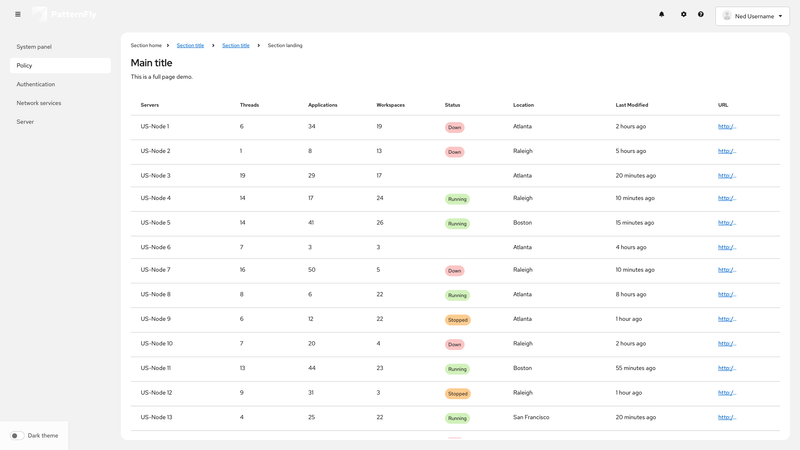 PatternFly
Ned Username
System panel
Policy
Authentication
Network services
Server
Dark theme
Section home > Section title > Section title > Section landing
Main title
This is a full page demo.
Servers Threads Applications Workspaces Status Location Last Modified URL
US-Node 1 6 34 19 Down Atlanta 2 hours ago http:/...
US-Node 2 1 8 13 Down Raleigh 5 hours ago http:/...
US-Node 3 19 29 17 Atlanta 20 minutes ago http:/...
US-Node 4 14 17 24 Running Raleigh 10 minutes ago http:/...
US-Node 5 14 41 26 Running Boston 15 minutes ago http:/...
US-Node 6 7 3 3 Atlanta 4 hours ago http:/...
US-Node 7 16 50 5 Down Raleigh 10 minutes ago http:/...
US-Node 8 8 6 22 Running Atlanta 8 hours ago http:/...
US-Node 9 6 12 22 Stopped Atlanta 1 hour ago http:/...
US-Node 10 7 20 4 Down Raleigh 2 hours ago http:/...
US-Node 11 13 44 23 Running Boston 55 minutes ago http:/...
US-Node 12 9 31 3 Stopped Raleigh 1 hour ago http:/...
US-Node 13 4 25 22 Running San Francisco 20 minutes ago http:/...